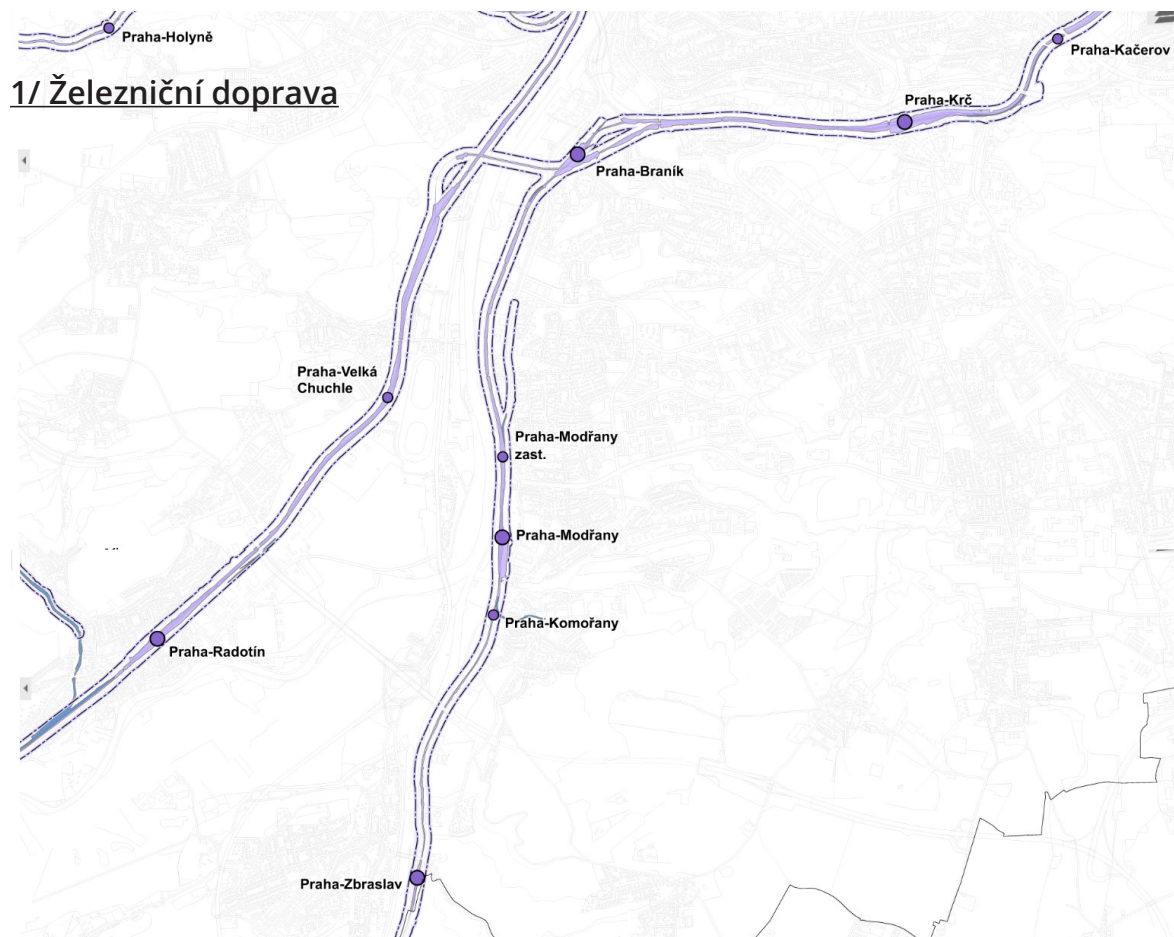 Praha-Holyně
Praha-Kačerov
1/ Železniční doprava
Praha-Krč
Praha-Braník
Praha-Velká
Chuchle
Praha-Modřany
zast.
Praha-Modřany
Praha-Komořany
Praha-Radotín
Praha-Zbraslav